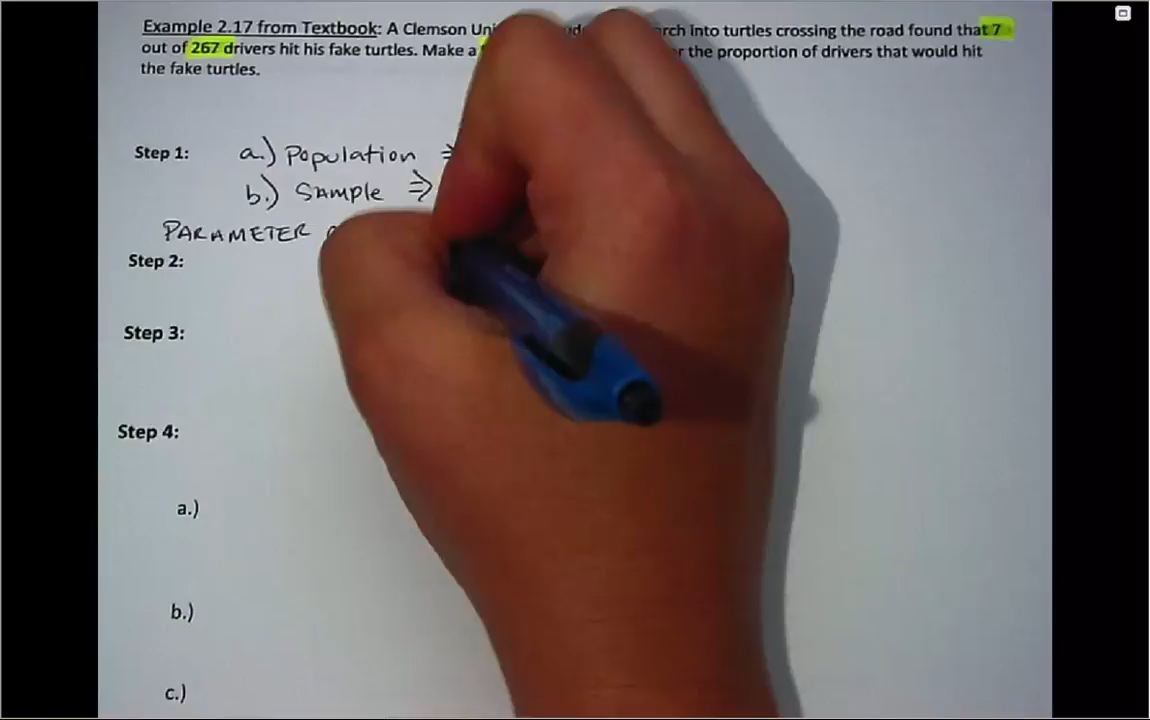 Example 2.17 from Textbook: A Clemson into turtles crossing the road found that 7
out of 267 drivers hit his fake turtles. Make a the proportion of drivers that would hit
the fake turtles.
Step 1: a.) Population ⇒
b.) Sample ⇒
PARAMETER
Step 2:
Step 3:
Step 4:
a.)
b.)
c.)